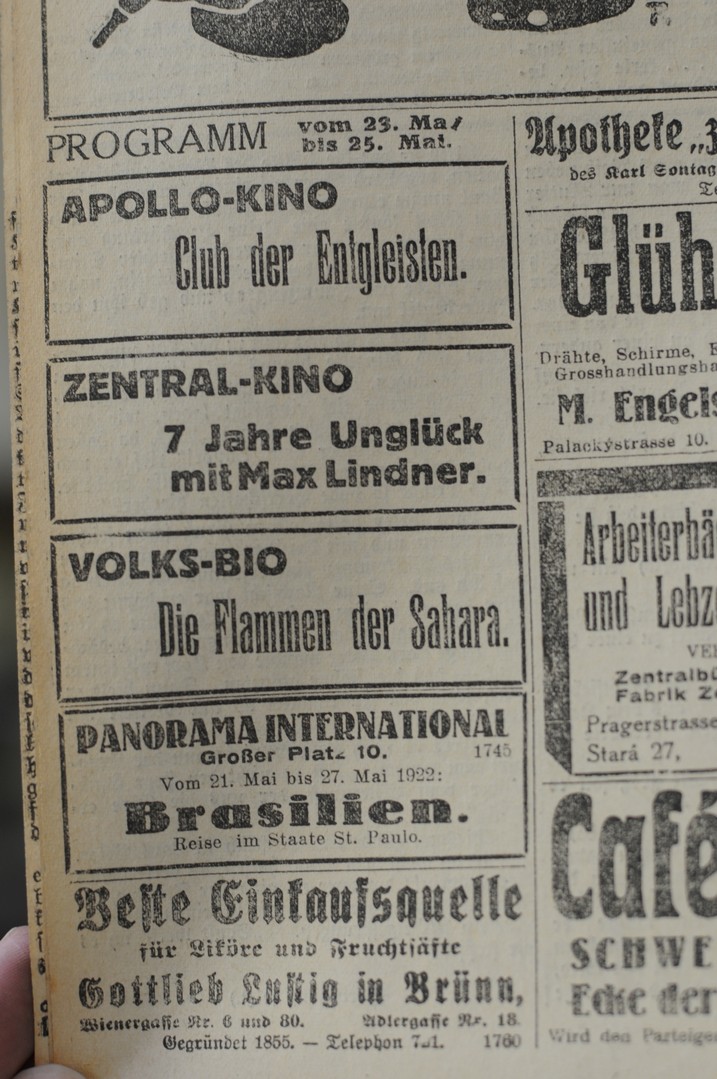 PROGRAMM vom 23. Mai
bis 25. Mai.
APOLLO-KINO
Club der Entgleisten.
ZENTRAL-KINO
7 Jahre Unglück
mit Max Lindner.
VOLKS-BIO
Die Flammen der Sahara.
PANORAMA INTERNATIONAL
Großer Platz 10. 1745
Vom 21. Mai bis 27. Mai 1922:
Brasilien.
Reise im Staate St. Paulo.
Beste Einkaufsquelle
für Liköre und Fruchtsäfte
Gottlieb Lustig in Brünn,
Wienergasse Nr. 6 und 80. Adlergasse Nr. 18.
Gegründet 1855. — Telephon 1760
Apotheke
des Karl Sontag
Glüh
Drähte, Schirme,
Grosshandlungsha
M. Engels
Palackýstrasse 10.
Arbeiterbä
und Lebz
VE
Zentralbü
Fabrik Z
Pragerstrasse
Stará 27,
Café
SCHWE
Ecke der
Wird den Parteige